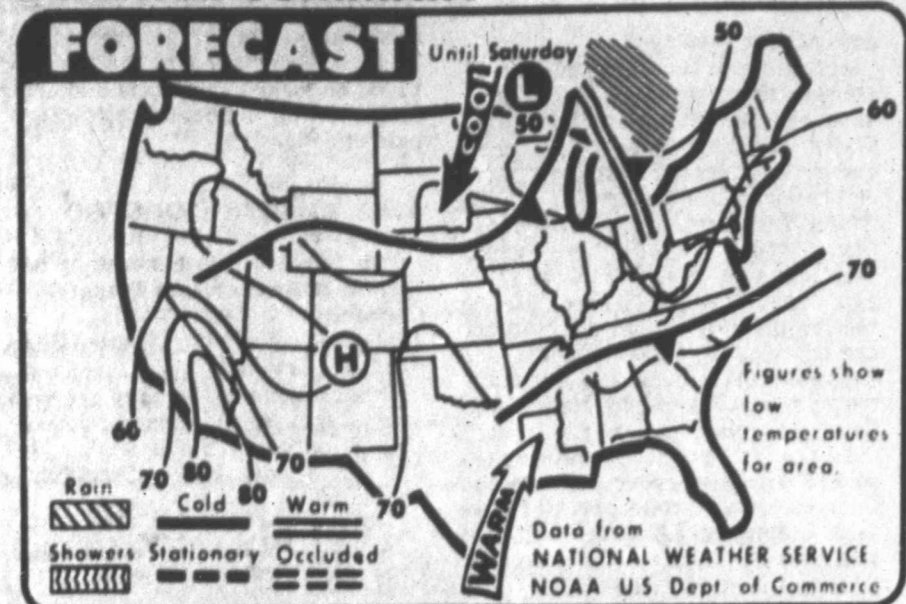 FORECAST
Until Saturday
COOL
L
50
50
60
70
H
Figures show
low
temperatures
for area.
60
70
80
80
70
70
Rain
Cold
Warm
Showers
Stationary
Occluded
WARM
Data from
NATIONAL WEATHER SERVICE
NOAA U.S. Dept of Commerce